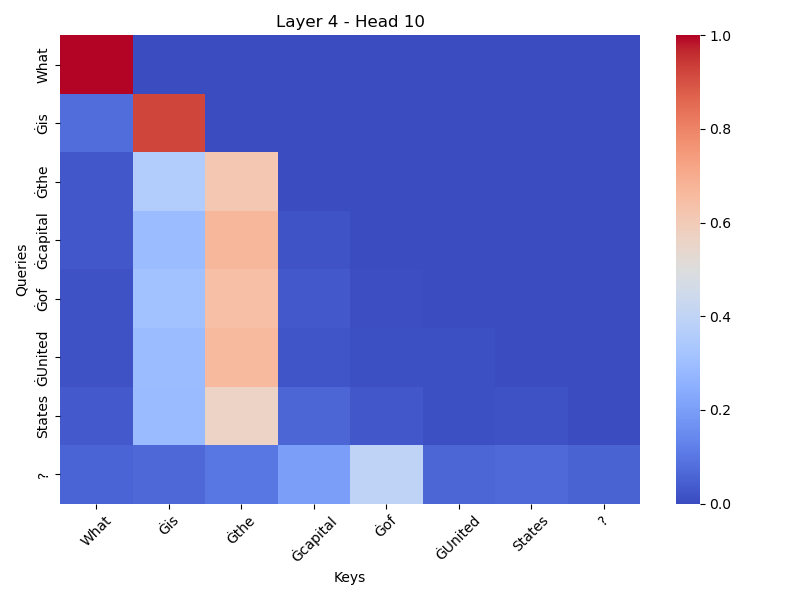 Layer 4 - Head 10
Queries
What
Ġis
Ġthe
Ġcapital
Ġof
ĠUnited
States
?
What
Ġis
Ġthe
Ġcapital
Ġof
ĠUnited
States
?
Keys
1.0
0.8
0.6
0.4
0.2
0.0